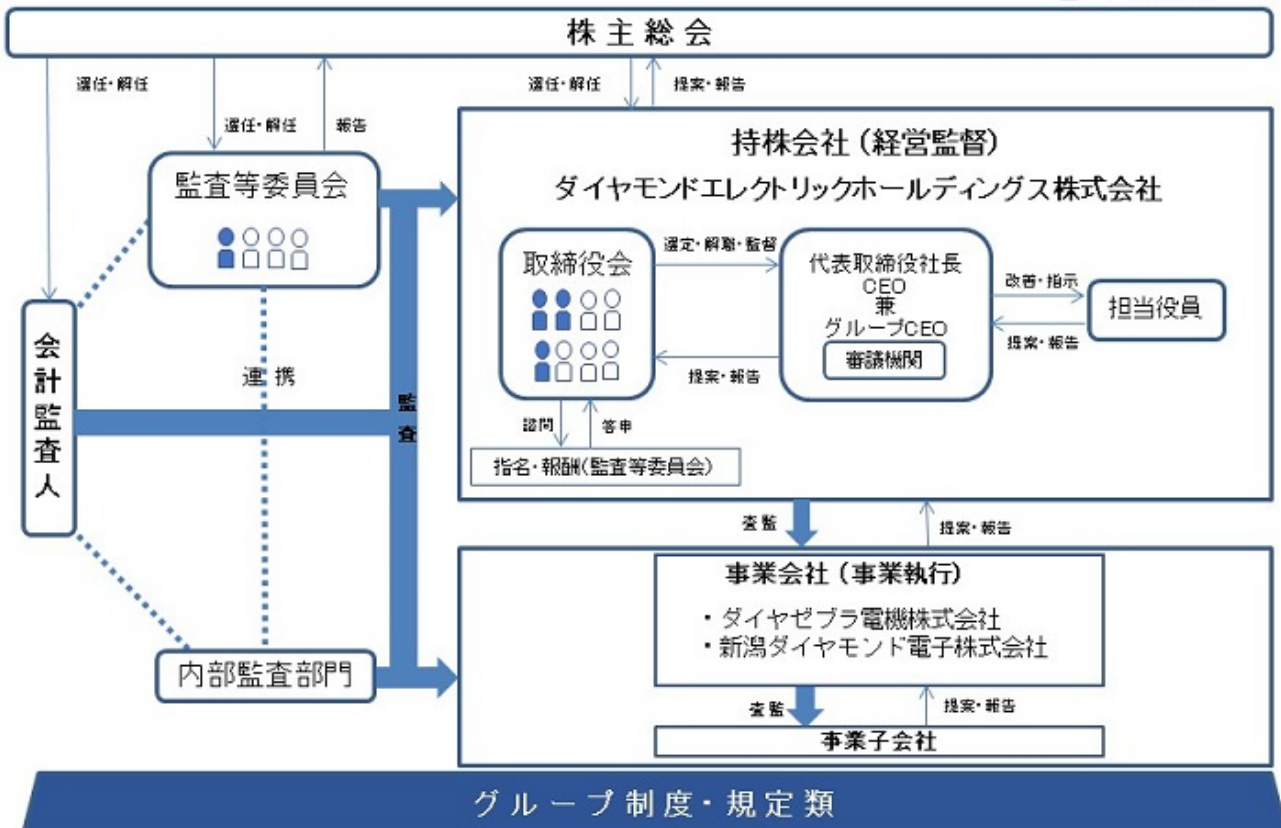 株主総会
選任・解任
選任・解任
報告
選任・解任
提案・報告
監査等委員会
持株会社（経営監督）
ダイヤモンドエレクトリックホールディングス株式会社
取締役会
選定・解職・監督
代表取締役社長
CEO
兼
グループCEO
審議機関
改善・指示
提案・報告
担当役員
提案・報告
諮問
答申
指名・報酬(監査等委員会)
会計監査人
連携
監査
査監
提案・報告
事業会社（事業執行）
・ダイヤゼブラ電機株式会社
・新潟ダイヤモンド電子株式会社
内部監査部門
査監
提案・報告
事業子会社
グループ制度・規定類